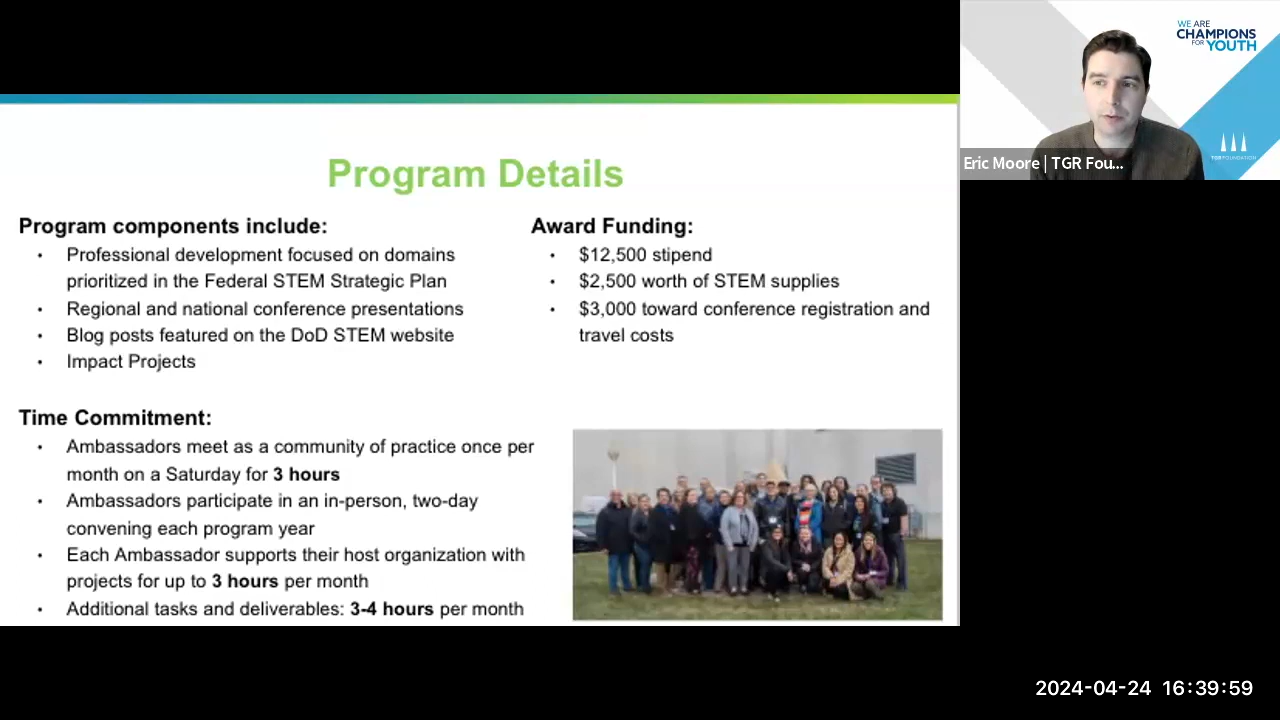 Program Details
Program components include:
• Professional development focused on domains
prioritized in the Federal STEM Strategic Plan
• Regional and national conference presentations
• Blog posts featured on the DoD STEM website
• Impact Projects
Time Commitment:
• Ambassadors meet as a community of practice once per
month on a Saturday for 3 hours
• Ambassadors participate in an in-person, two-day
convening each program year
• Each Ambassador supports their host organization with
projects for up to 3 hours per month
• Additional tasks and deliverables: 3-4 hours per month
Award Funding:
• $12,500 stipend
• $2,500 worth of STEM supplies
• $3,000 toward conference registration and
travel costs
WE ARE
CHAMPIONS
FOR YOUTH
TGR FOUNDATION
Eric Moore | TGR Fou...
2024-04-24 16:39:59